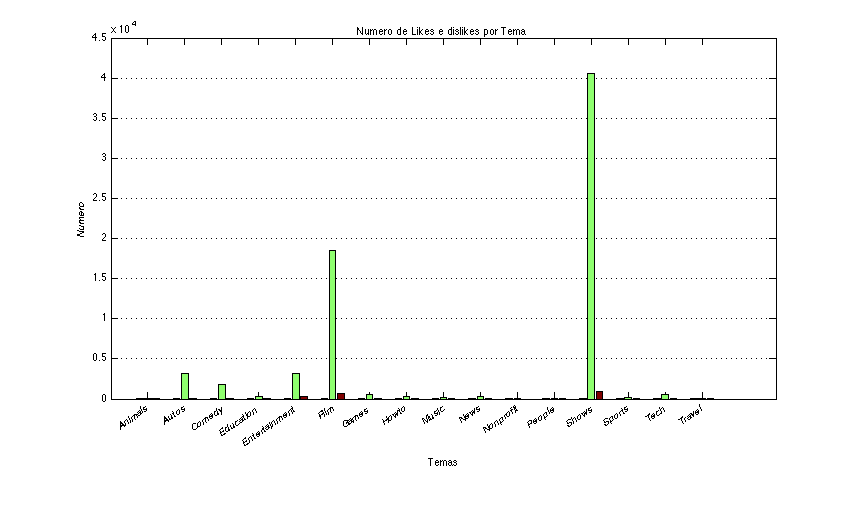 Numero de Likes e dislikes por Tema
x 10^4
4.5
4
3.5
3
2.5
2
1.5
1
0.5
0
Numero
Animals
Autos
Comedy
Education
Entertainment
Film
Games
Howto
Music
News
Nonprofit
People
Shows
Sports
Tech
Travel
Temas